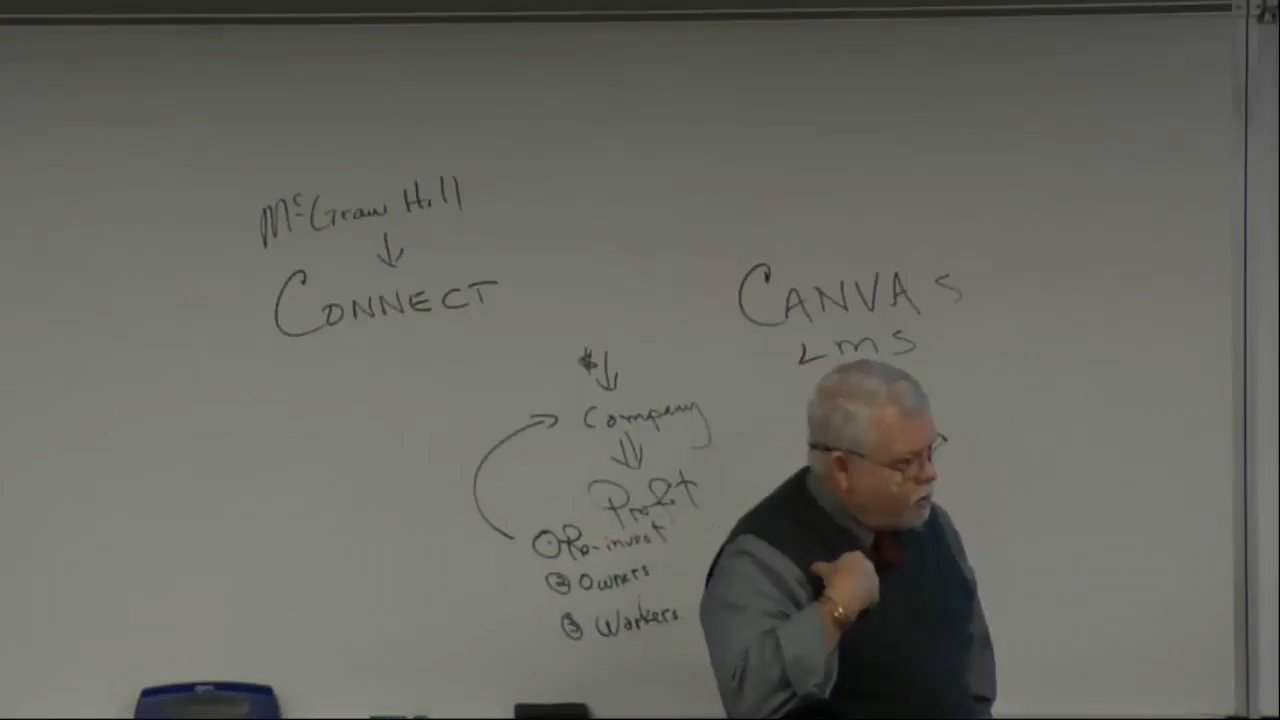 McGraw Hill
CONNECT
CANVAS
LMS
$
Company
Profit
① Re-invest
② Owners
③ Workers